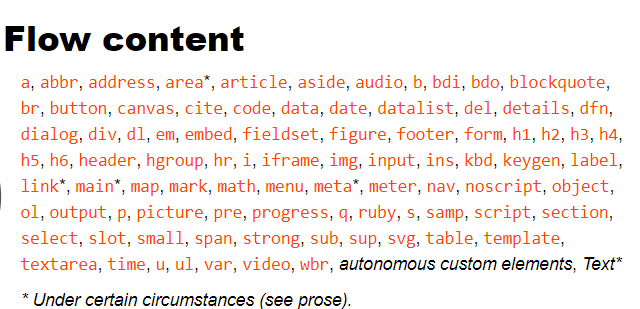 Flow content
a, abbr, address, area*, article, aside, audio, b, bdi, bdo, blockquote,
br, button, canvas, cite, code, data, date, datalist, del, details, dfn,
dialog, div, dl, em, embed, fieldset, figure, footer, form, h1, h2, h3, h4,
h5, h6, header, hgroup, hr, i, iframe, img, input, ins, kbd, keygen, label,
link*, main*, map, mark, math, menu, meta*, meter, nav, noscript, object,
ol, output, p, picture, pre, progress, q, ruby, s, samp, script, section,
select, slot, small, span, strong, sub, sup, svg, table, template,
textarea, time, u, ul, var, video, wbr, autonomous custom elements, Text*
* Under certain circumstances (see prose).